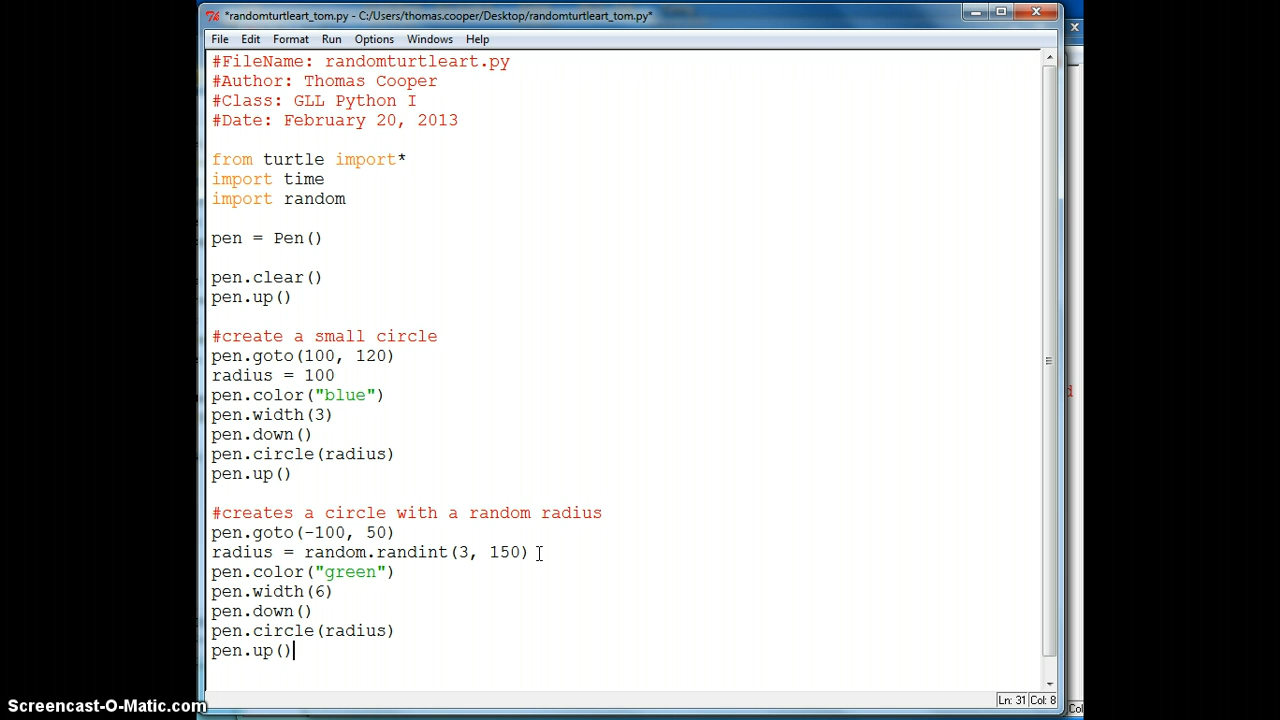 *randomturtleart_tom.py - C:/Users/thomas.cooper/Desktop/randomturtleart_tom.py*
File Edit Format Run Options Windows Help
#FileName: randomturtleart.py
#Author: Thomas Cooper
#Class: GLL Python I
#Date: February 20, 2013
from turtle import*
import time
import random
pen = Pen()
pen.clear()
pen.up()
#create a small circle
pen.goto(100, 120)
radius = 100
pen.color("blue")
pen.width(3)
pen.down()
pen.circle(radius)
pen.up()
#creates a circle with a random radius
pen.goto(-100, 50)
radius = random.randint(3, 150)
pen.color("green")
pen.width(6)
pen.down()
pen.circle(radius)
pen.up()
Ln: 31 Col: 8
Screencast-O-Matic.com